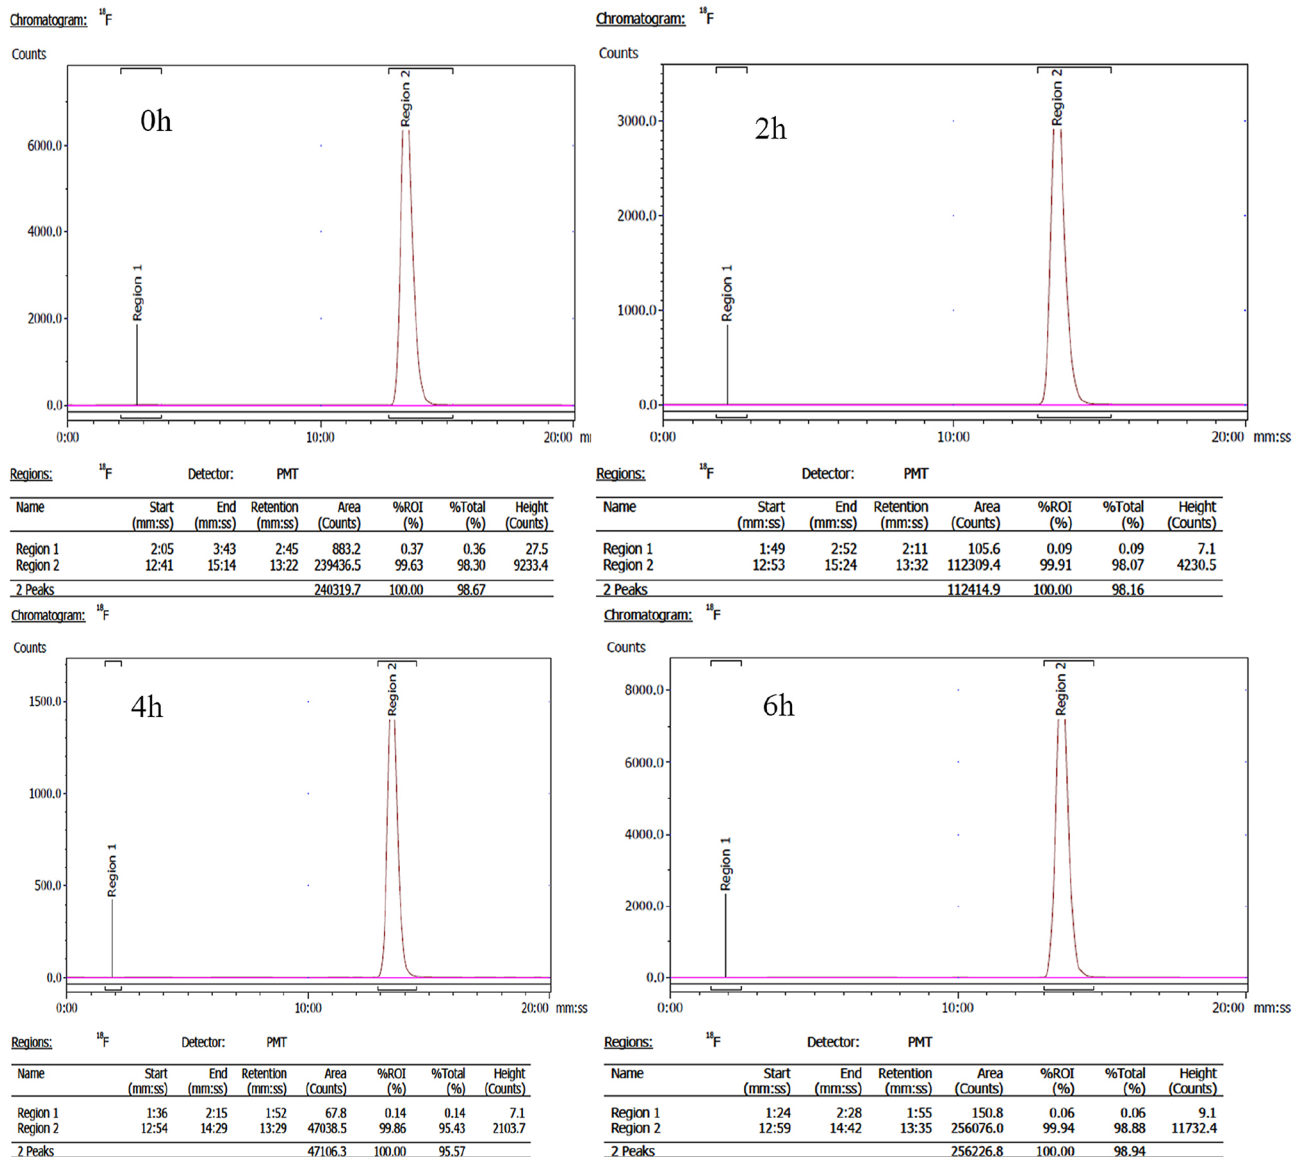 Chromatogram: 18F
Counts
0h
Region 1
Region 2
6000.0
4000.0
2000.0
0.0
0:00 10:00 20:00 m
Regions: 18F Detector: PMT
Name Start End Retention Area %ROI %Total Height
(mm:ss) (mm:ss) (mm:ss) (Counts) (%) (%) (Counts)
Region 1 2:05 3:43 2:45 883.2 0.37 0.36 27.5
Region 2 12:41 15:14 13:22 239436.5 99.63 98.30 9233.4
2 Peaks 240319.7 100.00 98.67
Chromatogram: 18F
Counts
2h
Region 1
Region 2
3000.0
2000.0
1000.0
0.0
0:00 10:00 20:00 mm:ss
Regions: 18F Detector: PMT
Name Start End Retention Area %ROI %Total Height
(mm:ss) (mm:ss) (mm:ss) (Counts) (%) (%) (Counts)
Region 1 1:49 2:52 2:11 105.6 0.09 0.09 7.1
Region 2 12:53 15:24 13:32 112309.4 99.91 98.07 4230.5
2 Peaks 112414.9 100.00 98.16
Chromatogram: 18F
Counts
4h
Region 1
Region 2
1500.0
1000.0
500.0
0.0
0:00 10:00 20:00 mm:ss
Regions: 18F Detector: PMT
Name Start End Retention Area %ROI %Total Height
(mm:ss) (mm:ss) (mm:ss) (Counts) (%) (%) (Counts)
Region 1 1:36 2:15 1:52 67.8 0.14 0.14 7.1
Region 2 12:54 14:29 13:29 47038.5 99.86 95.43 2103.7
2 Peaks 47106.3 100.00 95.57
Chromatogram: 18F
Counts
6h
Region 1
Region 2
8000.0
6000.0
4000.0
2000.0
0.0
0:00 10:00 20:00 mm:ss
Regions: 18F Detector: PMT
Name Start End Retention Area %ROI %Total Height
(mm:ss) (mm:ss) (mm:ss) (Counts) (%) (%) (Counts)
Region 1 1:24 2:28 1:55 150.8 0.06 0.06 9.1
Region 2 12:59 14:42 13:35 256076.0 99.94 98.88 11732.4
2 Peaks 256226.8 100.00 98.94